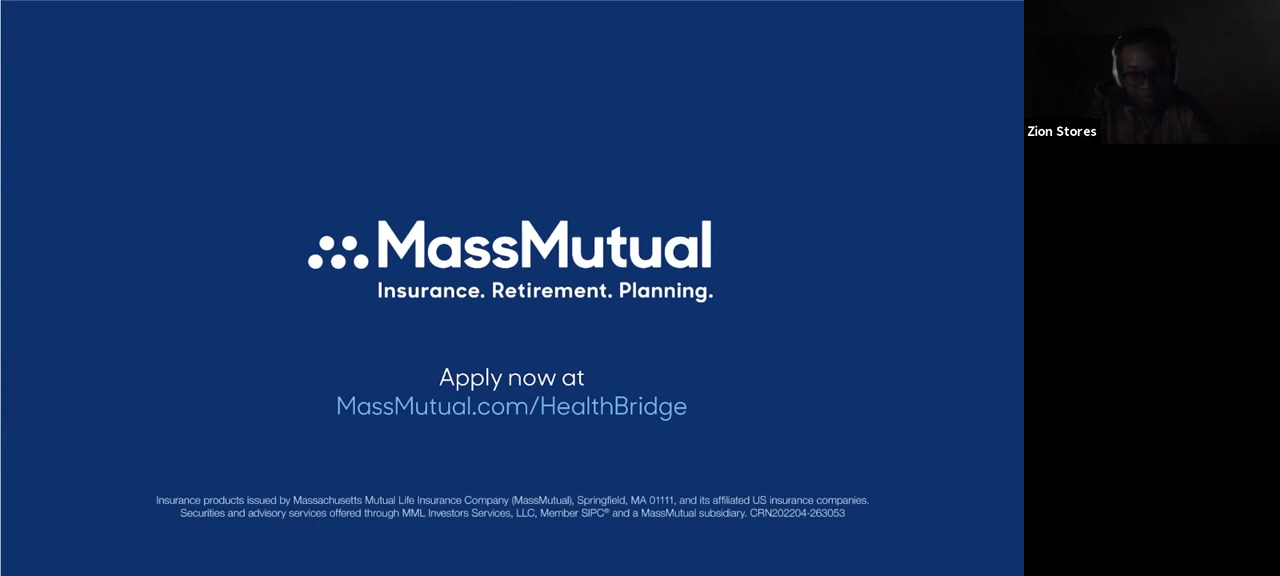 MassMutual
Insurance. Retirement. Planning.
Apply now at
MassMutual.com/HealthBridge
Insurance products issued by Massachusetts Mutual Life Insurance Company (MassMutual), Springfield, MA 01111, and its affiliated US insurance companies.
Securities and advisory services offered through MML Investors Services, LLC, Member SIPC® and a MassMutual subsidiary. CRN202204-263053
Zion Stores